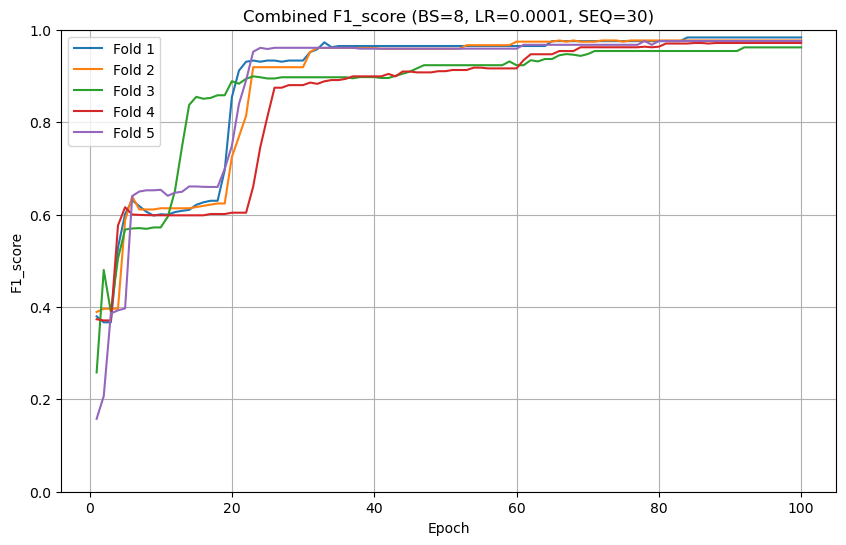 Combined F1_score (BS=8, LR=0.0001, SEQ=30)
Fold 1
Fold 2
Fold 3
Fold 4
Fold 5
1.0
0.8
0.6
0.4
0.2
0.0
F1_score
0 20 40 60 80 100
Epoch